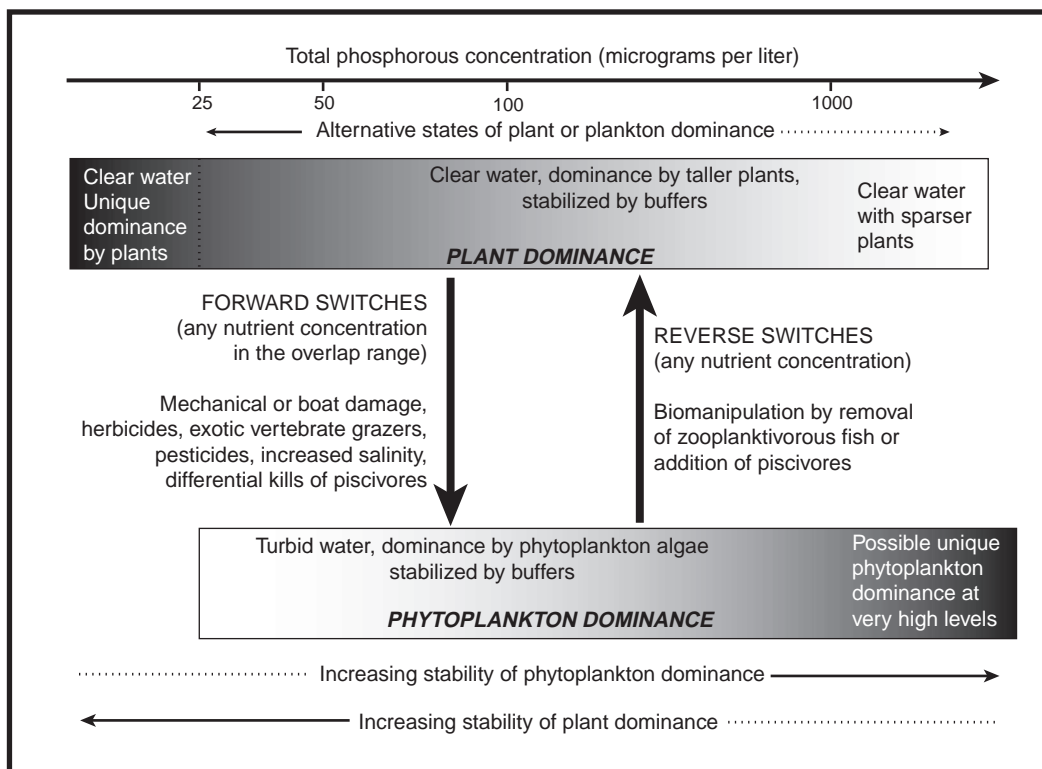 Total phosphorous concentration (micrograms per liter)
25 50 100 1000
Alternative states of plant or plankton dominance
Clear water
Unique
dominance
by plants
Clear water, dominance by taller plants,
stabilized by buffers
Clear water
with sparser
plants
PLANT DOMINANCE
FORWARD SWITCHES
(any nutrient concentration
in the overlap range)
Mechanical or boat damage,
herbicides, exotic vertebrate grazers,
pesticides, increased salinity,
differential kills of piscivores
REVERSE SWITCHES
(any nutrient concentration)
Biomanipulation by removal
of zooplanktivorous fish or
addition of piscivores
Turbid water, dominance by phytoplankton algae
stabilized by buffers
Possible unique
phytoplankton
dominance at
very high levels
PHYTOPLANKTON DOMINANCE
Increasing stability of phytoplankton dominance
Increasing stability of plant dominance